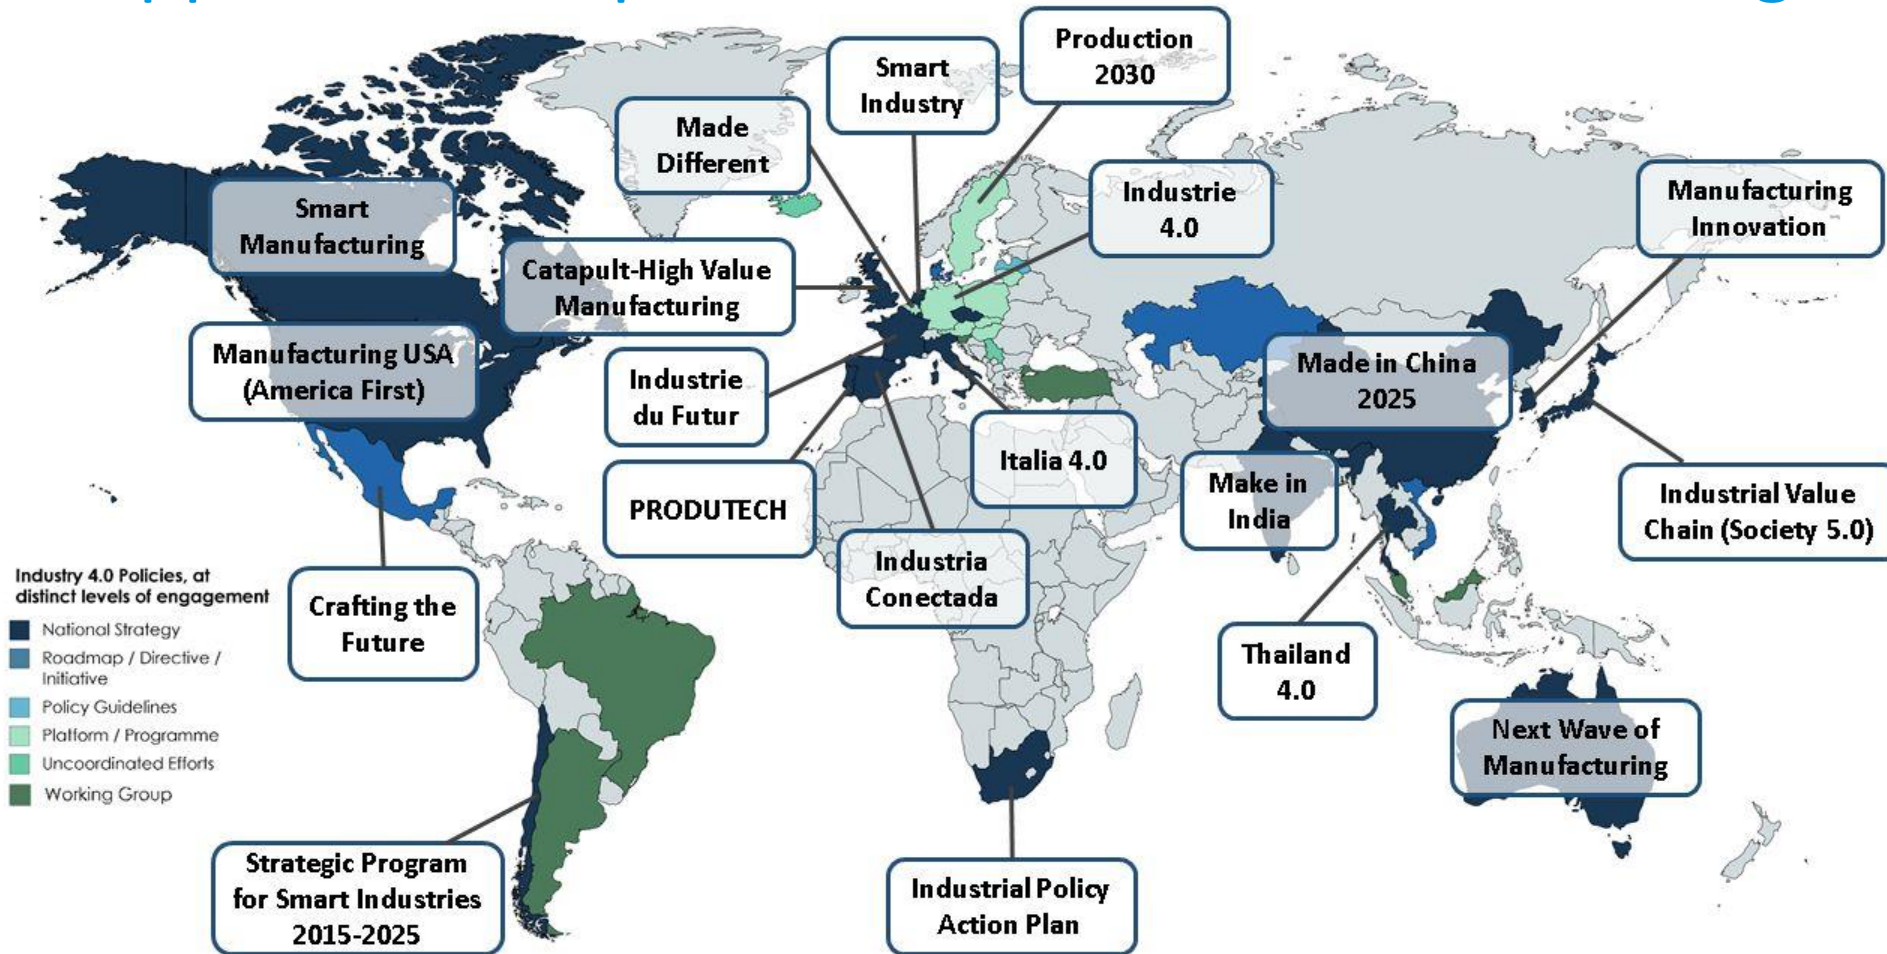 Production
2030
Smart
Industry
Made
Different
Industrie
4.0
Manufacturing
Innovation
Smart
Manufacturing
Catapult-High Value
Manufacturing
Manufacturing USA
(America First)
Industrie
du Futur
Made in China
2025
Italia 4.0
PRODUTECH
Make in
India
Industrial Value
Chain (Society 5.0)
Industria
Conectada
Crafting the
Future
Thailand
4.0
Next Wave of
Manufacturing
Industry 4.0 Policies, at
distinct levels of engagement
National Strategy
Roadmap / Directive /
Initiative
Policy Guidelines
Platform / Programme
Uncoordinated Efforts
Working Group
Strategic Program
for Smart Industries
2015-2025
Industrial Policy
Action Plan